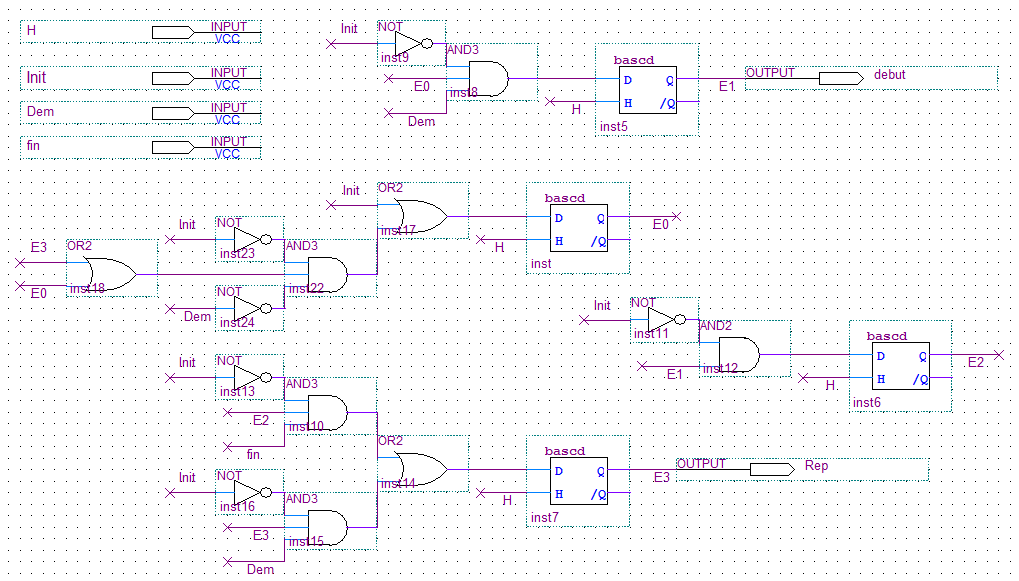 H INPUT VCC
Init INPUT VCC
Dem INPUT VCC
fin INPUT VCC
Init NOT inst9
AND3 inst8
E0
Dem
bascd
D Q
H /Q
H
inst5
E1 OUTPUT debut
Init OR2 inst17
bascd
D Q
H /Q
H
inst
E0
Init NOT inst23
AND3 inst22
E3 OR2
E0 inst18
NOT
Dem inst24
Init NOT inst11
AND2 inst12
E1
bascd
D Q
H /Q
H
inst6
E2
Init NOT inst13
AND3 inst10
E2
fin
OR2 inst14
Init NOT inst16
AND3 inst15
E3
Dem
bascd
D Q
H /Q
H
inst7
E3 OUTPUT Rep